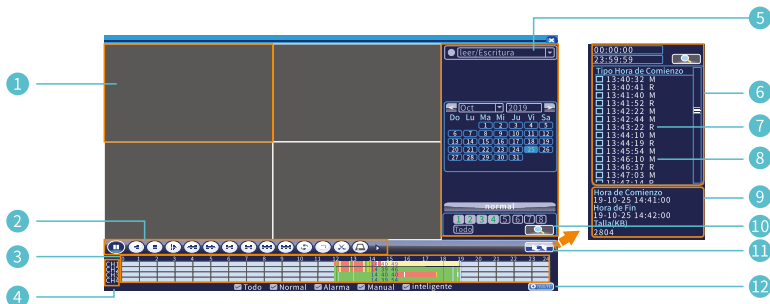 5
leer/Escritura
00:00:00
23:59:59
Tipo Hora de Comienzo
1
6
13:40:32 M
13:40:41 R
13:41:40 M
13:41:52 R
13:42:22 M
13:42:44 M
13:43:22 R
7
13:44:10 M
13:44:19 R
13:45:54 M
13:46:10 M
8
13:46:37 R
13:47:03 M
13:47:14 R
Oct 2019
Do Lu Ma Mi Ju Vi Sa
1 2 3 4 5
6 7 8 9 10 11 12
13 14 15 16 17 18 19
20 21 22 23 24 25 26
27 28 29 30 31
normal
1 2 3 4 5 6 7 8
Todo
Hora de Comienzo
19-10-25 14:41:00
Hora de Fin
19-10-25 14:42:00
Talla(KB)
2804
9
10
2
11
3
0 1 2 3 4 5 6 7 8 9 10 11 12 13 14 15 16 17 18 19 20 21 22 23 24
4
Todo Normal Alarma Manual inteligente
12